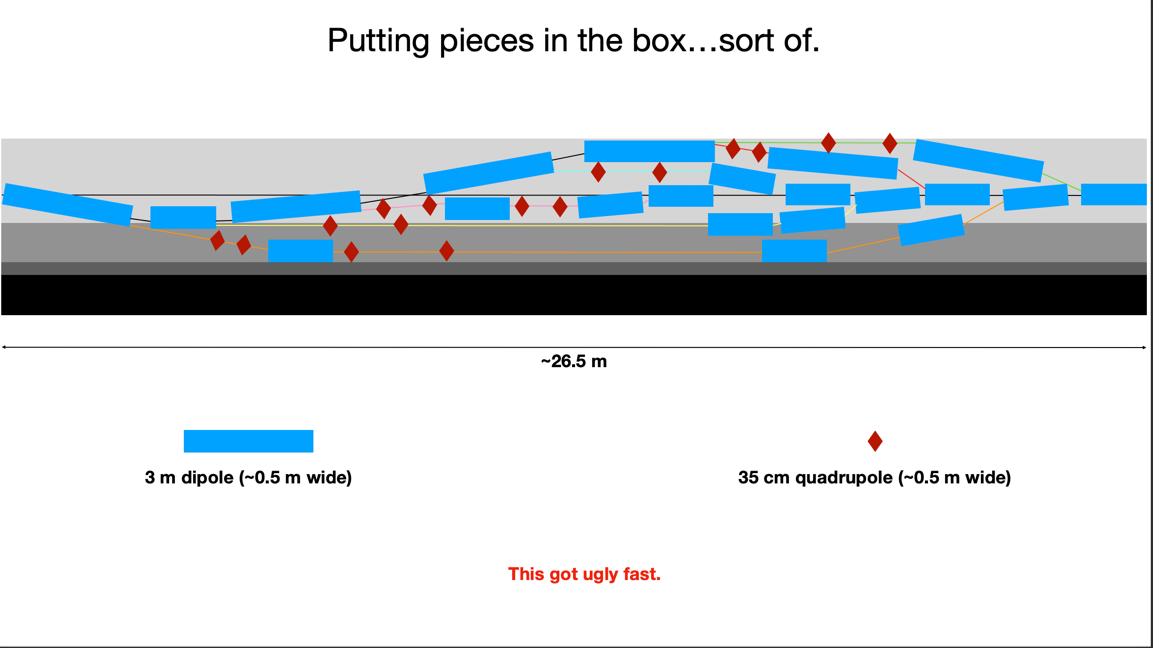 Putting pieces in the box…sort of.
~26.5 m
3 m dipole (~0.5 m wide)
35 cm quadrupole (~0.5 m wide)
This got ugly fast.